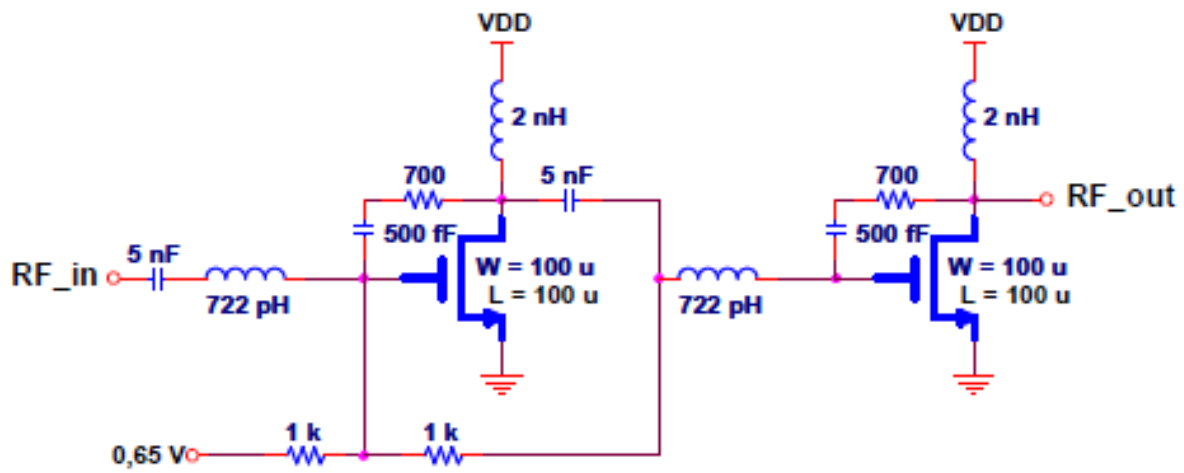 VDD
VDD
2 nH
2 nH
700
5 nF
700
RF_out
500 fF
500 fF
5 nF
RF_in
W = 100 u
L = 100 u
W = 100 u
L = 100 u
722 pH
722 pH
1 k
1 k
0,65 V